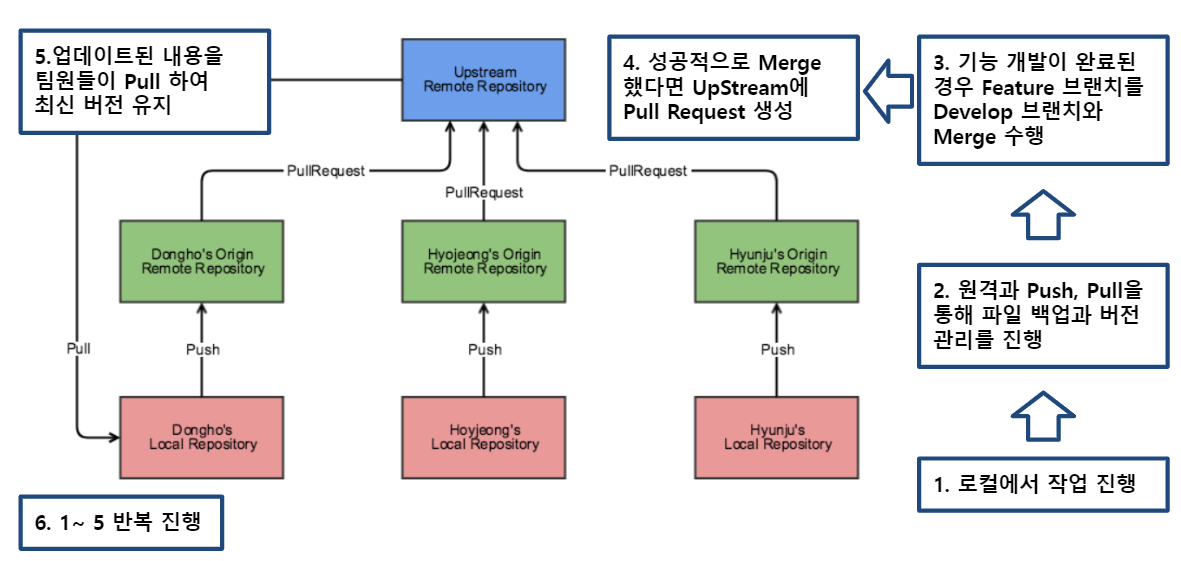 5.업데이트된 내용을
팀원들이 Pull 하여
최신 버전 유지
Upstream
Remote Repository
4. 성공적으로 Merge
했다면 UpStream에
Pull Request 생성
3. 기능 개발이 완료된
경우 Feature 브랜치를
Develop 브랜치와
Merge 수행
PullRequest
PullRequest
PullRequest
Dongho's Origin
Remote Repository
Hyojeong's Origin
Remote Repository
Hyunju's Origin
Remote Repository
2. 원격과 Push, Pull을
통해 파일 백업과 버전
관리를 진행
Pull
Push
Push
Push
Dongho's
Local Repository
Hoyjeong's
Local Repository
Hyunju's
Local Repository
1. 로컬에서 작업 진행
6. 1~ 5 반복 진행